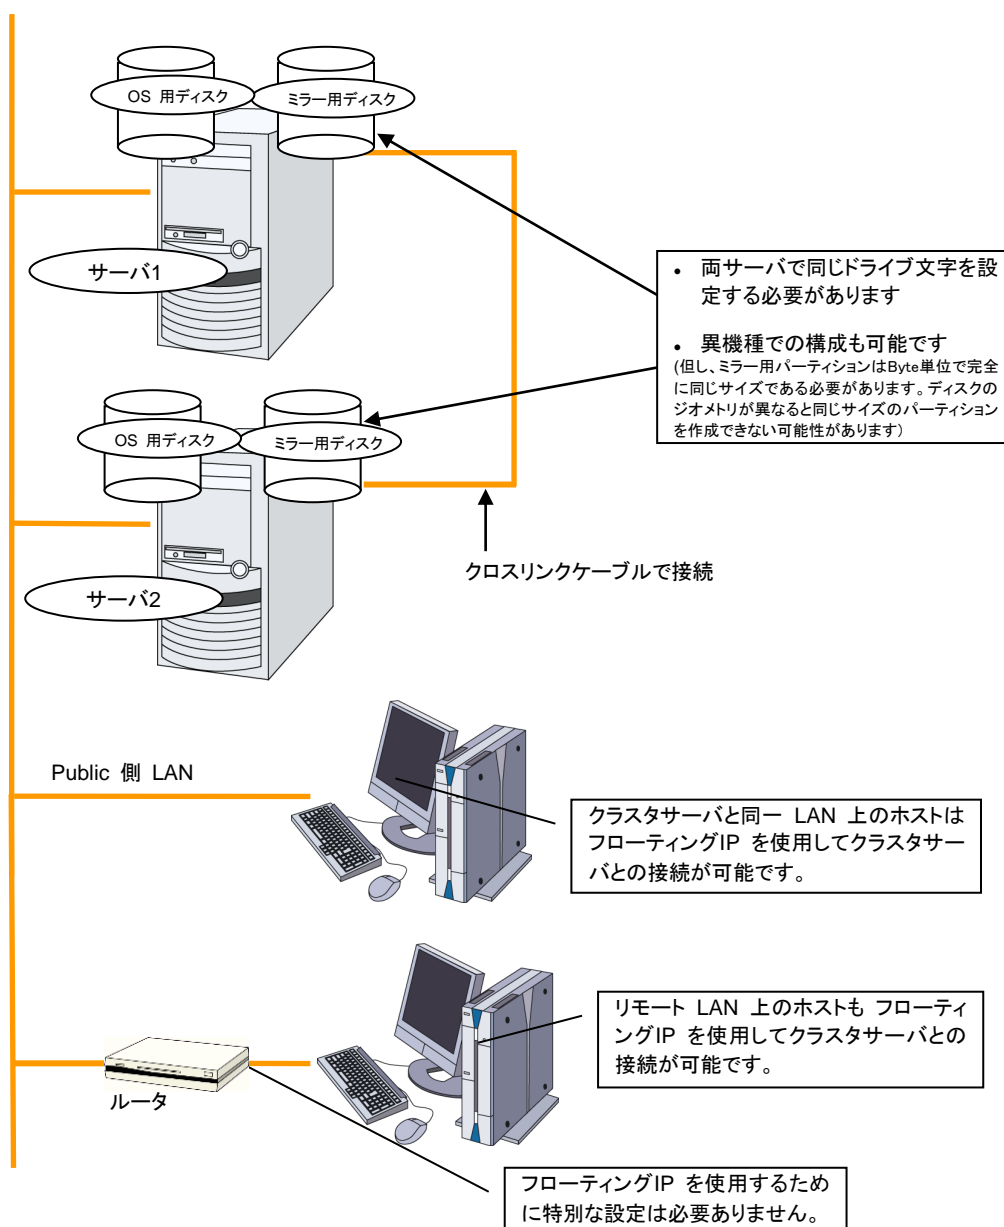 OS 用ディスク
ミラー用ディスク
サーバ1
• 両サーバで同じドライブ文字を設
定する必要があります
• 異機種での構成も可能です
(但し、ミラー用パーティションはByte単位で完全
に同じサイズである必要があります。ディスクの
ジオメトリが異なると同じサイズのパーティション
を作成できない可能性があります)
OS 用ディスク
ミラー用ディスク
クロスリンクケーブルで接続
サーバ2
Public 側 LAN
クラスタサーバと同一 LAN 上のホストは
フローティングIP を使用してクラスタサー
バとの接続が可能です。
リモート LAN 上のホストも フローティ
ングIP を使用してクラスタサーバとの
接続が可能です。
ルータ
フローティングIP を使用するため
に特別な設定は必要ありません。